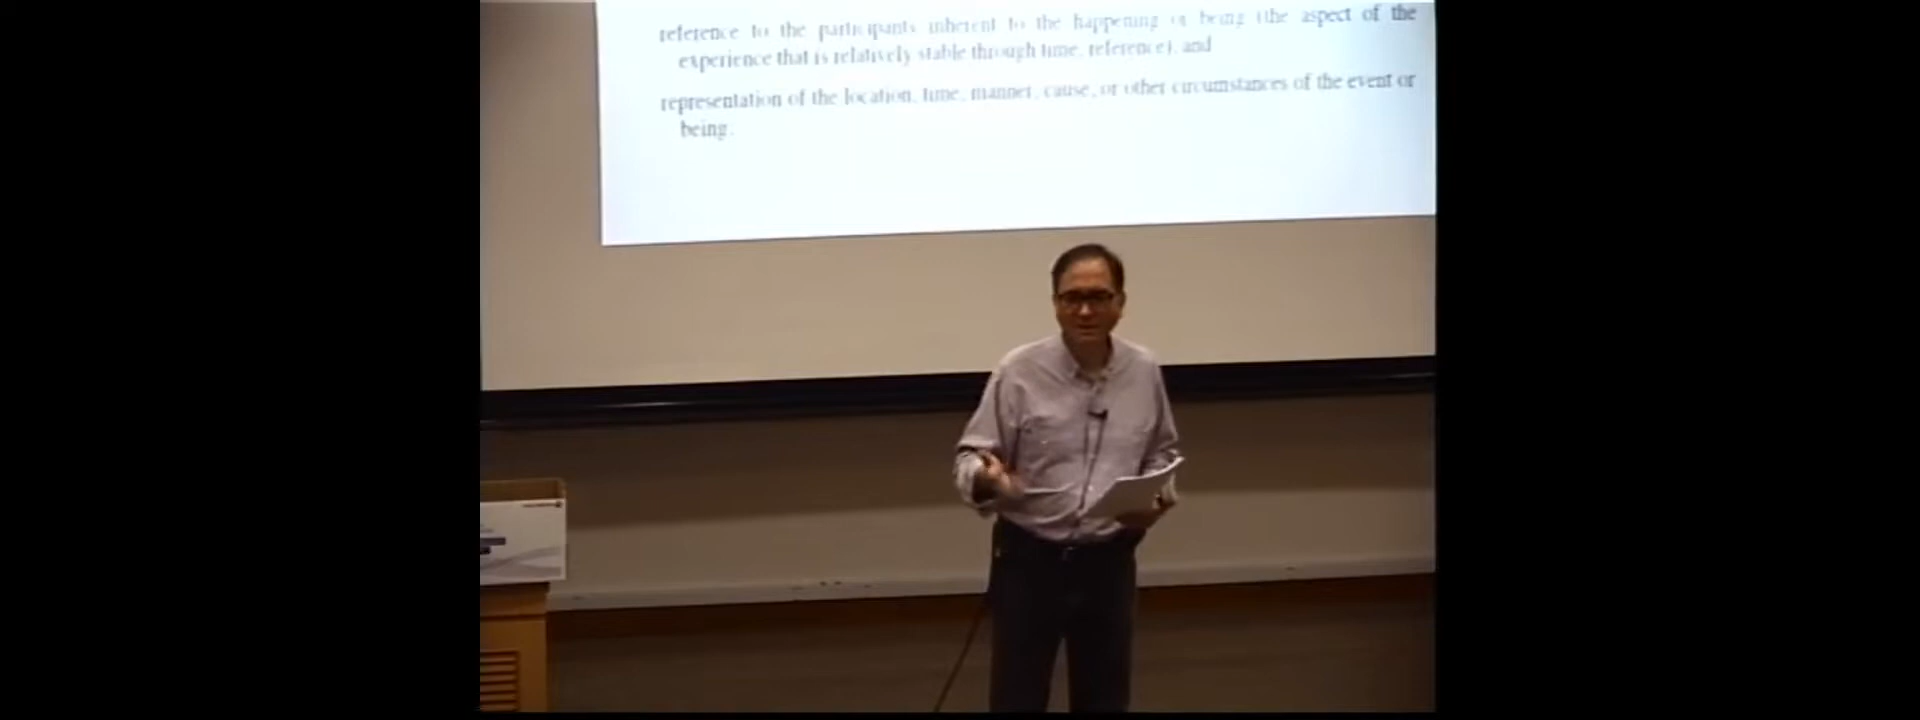 reference to the participants inherent to the happening or being (the aspect of the
experience that is relatively stable through time, reference), and
representation of the location, time, manner, cause, or other circumstances of the event or
being.